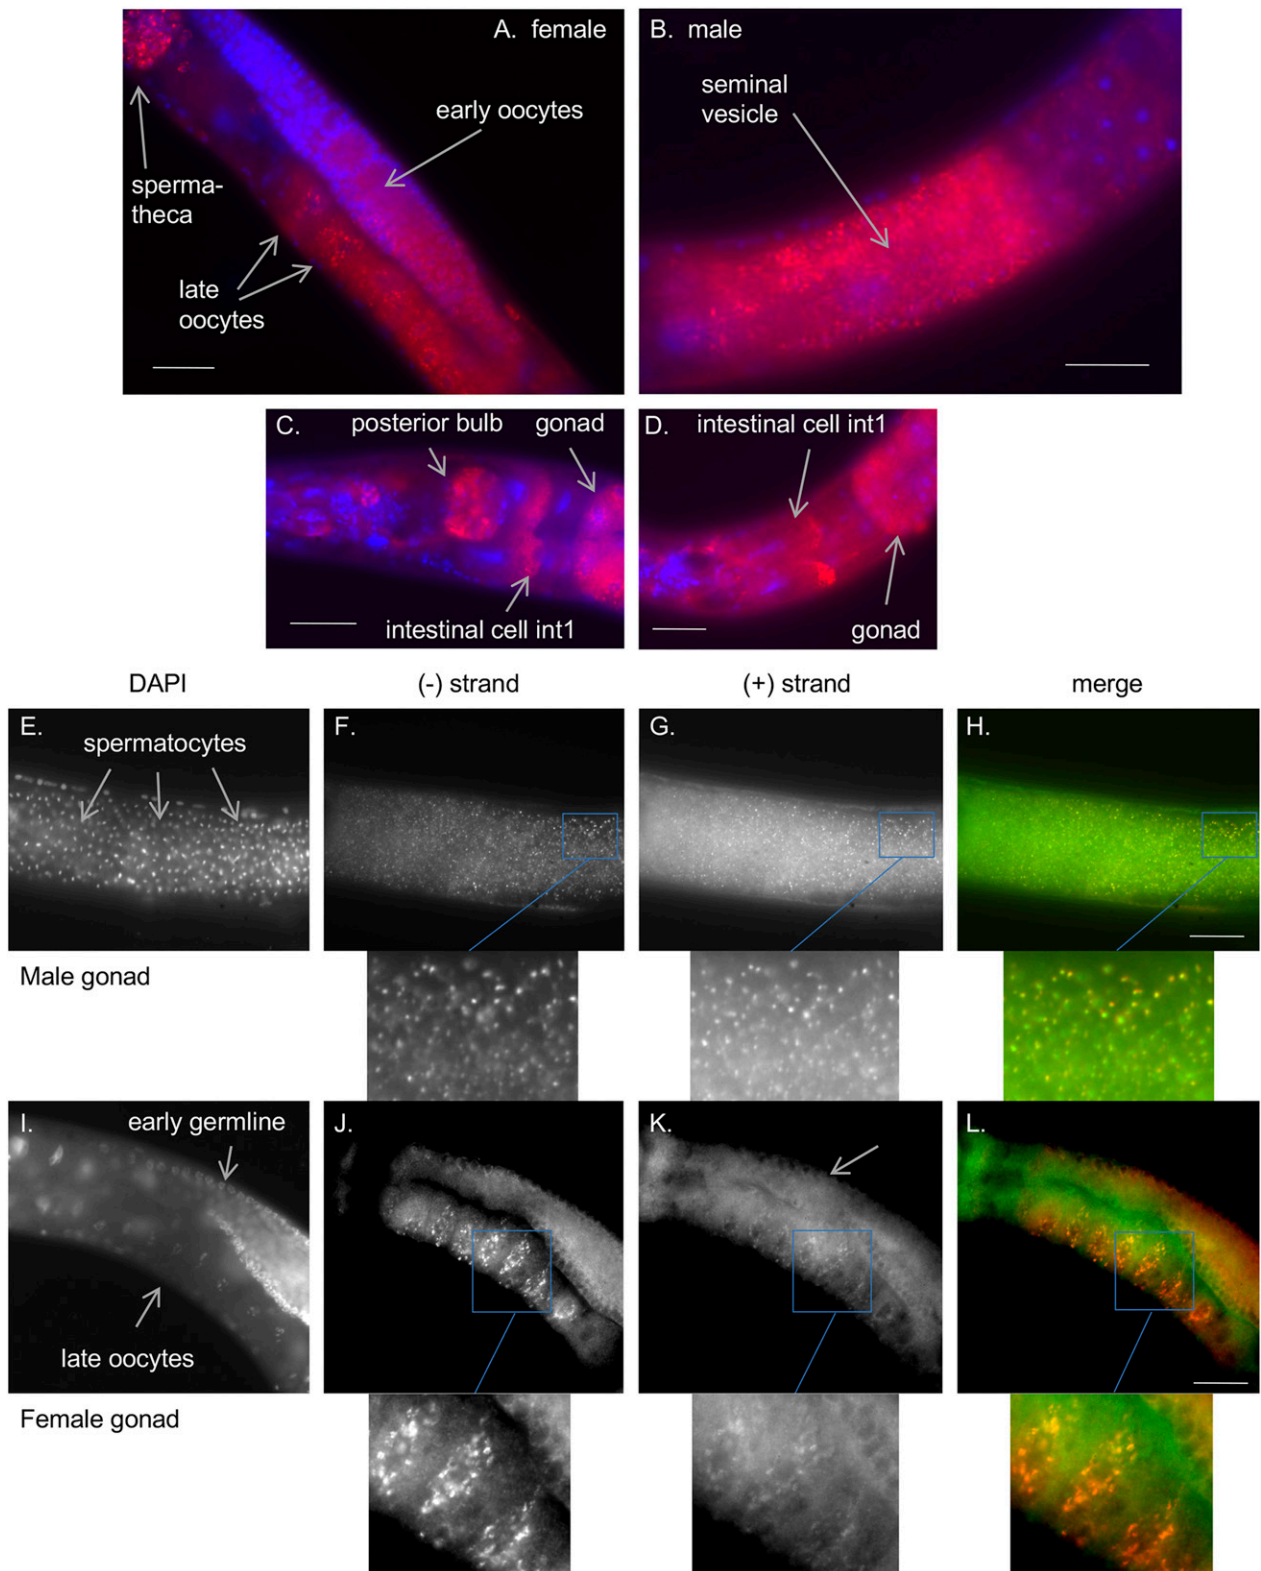 A. female
early oocytes
sperma-
theca
late
oocytes
B. male
seminal
vesicle
C.
posterior bulb
gonad
intestinal cell int1
D.
intestinal cell int1
gonad
DAPI
(-) strand
(+) strand
merge
E.
spermatocytes
F.
G.
H.
Male gonad
I.
early germline
late oocytes
J.
K.
L.
Female gonad